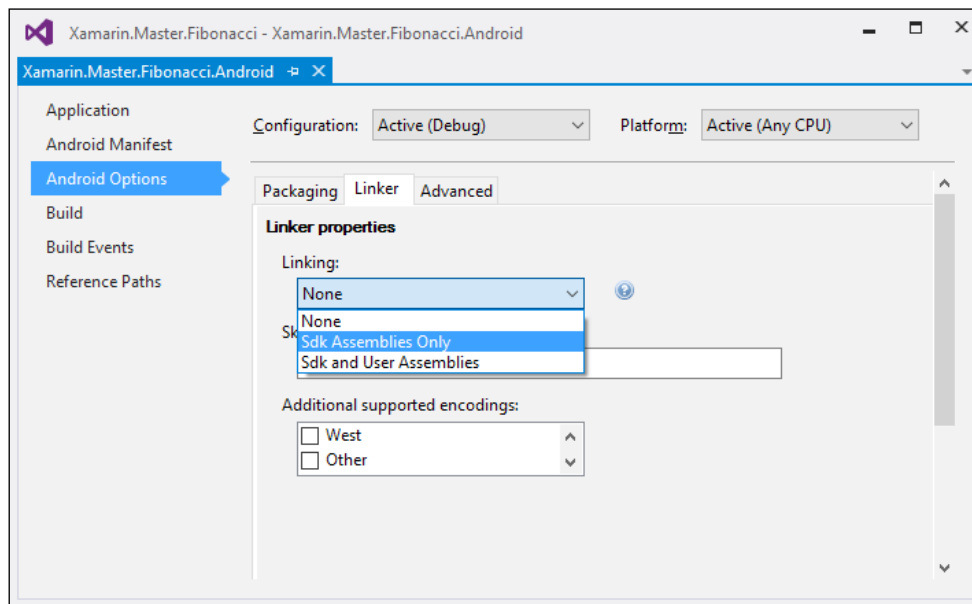 Xamarin.Master.Fibonacci - Xamarin.Master.Fibonacci.Android
Xamarin.Master.Fibonacci.Android
Application
Android Manifest
Android Options
Build
Build Events
Reference Paths
Configuration: Active (Debug) Platform: Active (Any CPU)
Packaging Linker Advanced
Linker properties
Linking:
None
None
Sdk Assemblies Only
Sdk and User Assemblies
Additional supported encodings:
West
Other